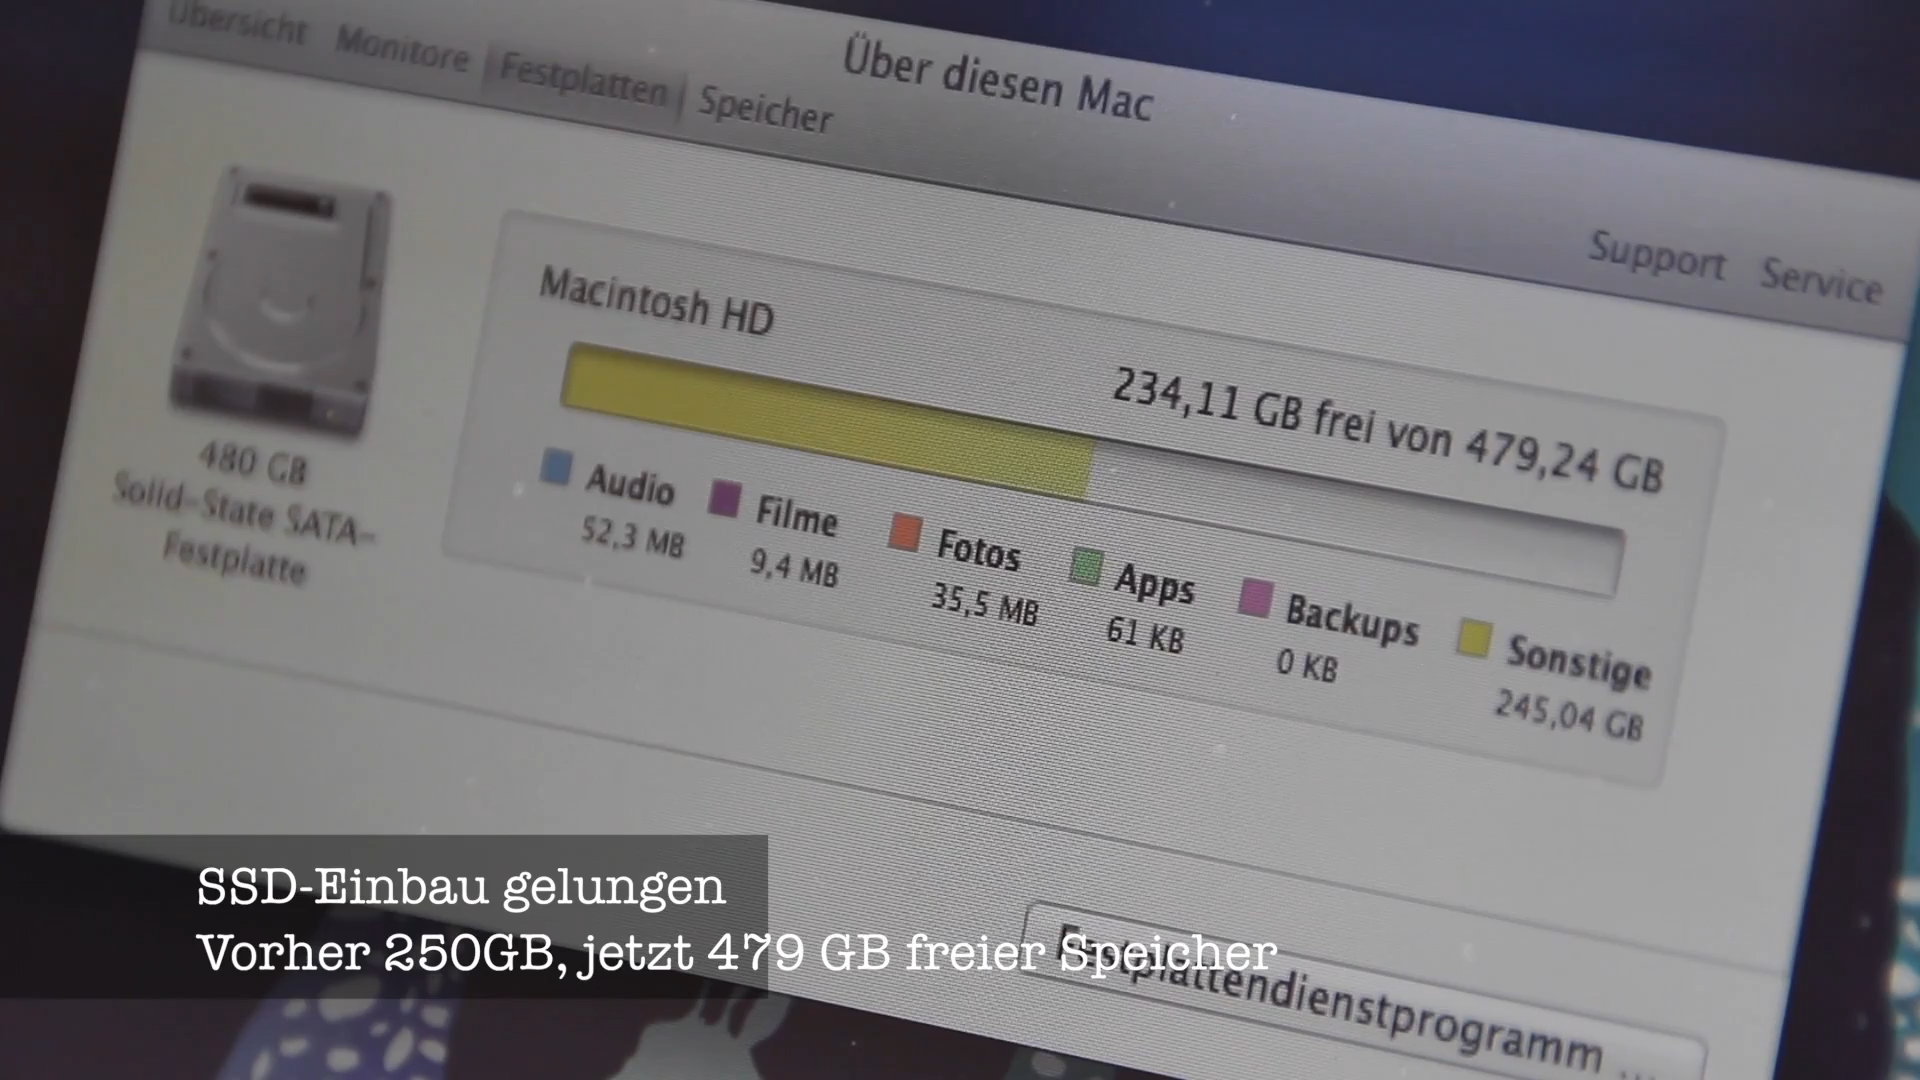 Über diesen Mac
Übersicht Monitore Festplatten Speicher
Support Service
Macintosh HD
234,11 GB frei von 479,24 GB
480 GB
Solid-State SATA-
Festplatte
Audio
52,3 MB
Filme
9,4 MB
Fotos
35,5 MB
Apps
61 KB
Backups
0 KB
Sonstige
245,04 GB
Festplattendienstprogramm ...
SSD-Einbau gelungen
Vorher 250GB, jetzt 479 GB freier Speicher